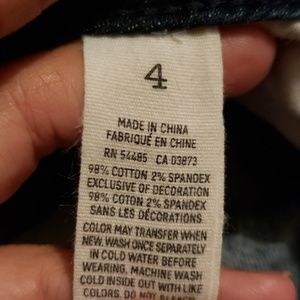 4
MADE IN CHINA
FABRIQUÉ EN CHINE
RN 54485 CA 03873
98% COTTON 2% SPANDEX
EXCLUSIVE OF DECORATION
98% COTON 2% SPANDEX
SANS LES DÉCORATIONS
COLOR MAY TRANSFER WHEN
NEW. WASH ONCE SEPARATELY
IN COLD WATER BEFORE
WEARING. MACHINE WASH
COLD INSIDE OUT WITH LIKE
COLORS. DO NOT BLEACH.